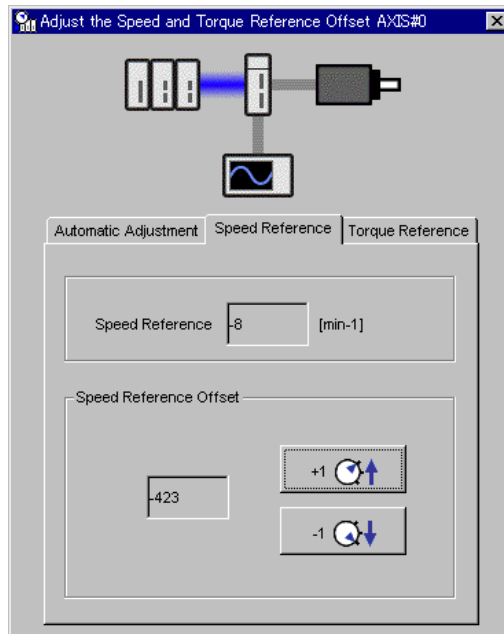 Adjust the Speed and Torque Reference Offset AXIS#0
Automatic Adjustment Speed Reference Torque Reference
Speed Reference -8 [min-1]
Speed Reference Offset
+1
-423
-1